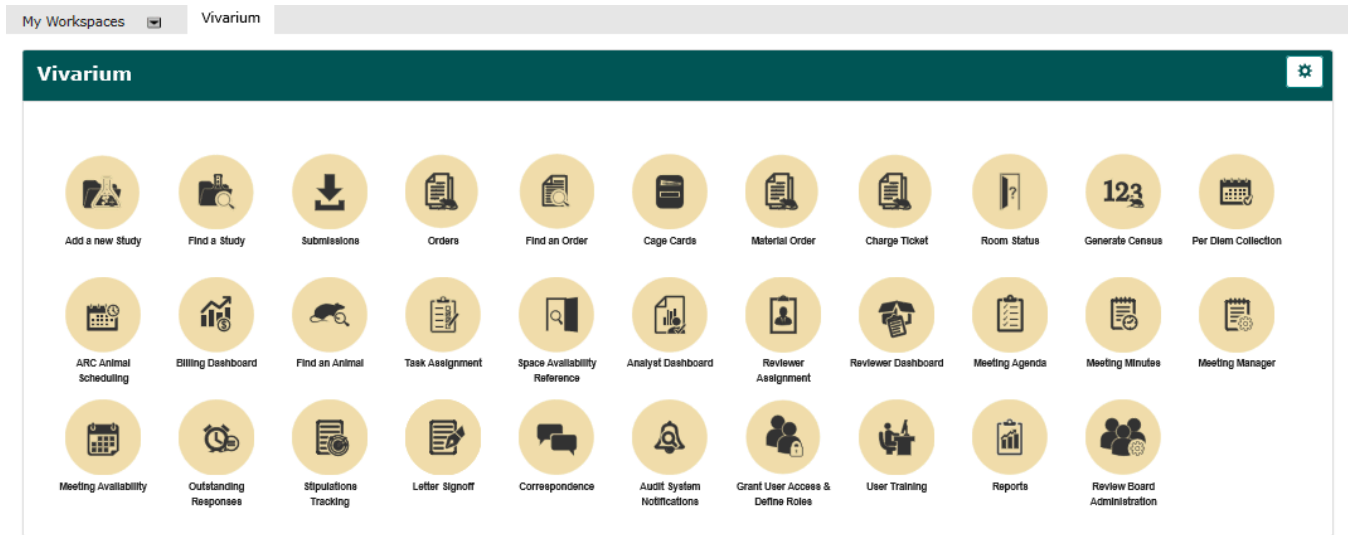 My Workspaces
Vivarium
Vivarium
Add a new Study
Find a Study
Submissions
Orders
Find an Order
Cage Cards
Material Order
Charge Ticket
Room Status
123
Generate Census
Per Diem Collection
ARC Animal
Scheduling
Billing Dashboard
Find an Animal
Task Assignment
Space Availability
Reference
Analyst Dashboard
Reviewer
Assignment
Reviewer Dashboard
Meeting Agenda
Meeting Minutes
Meeting Manager
Meeting Availability
Outstanding
Responses
Stipulations
Tracking
Letter Signoff
Correspondence
Audit System
Notifications
Grant User Access &
Define Roles
User Training
Reports
Review Board
Administration